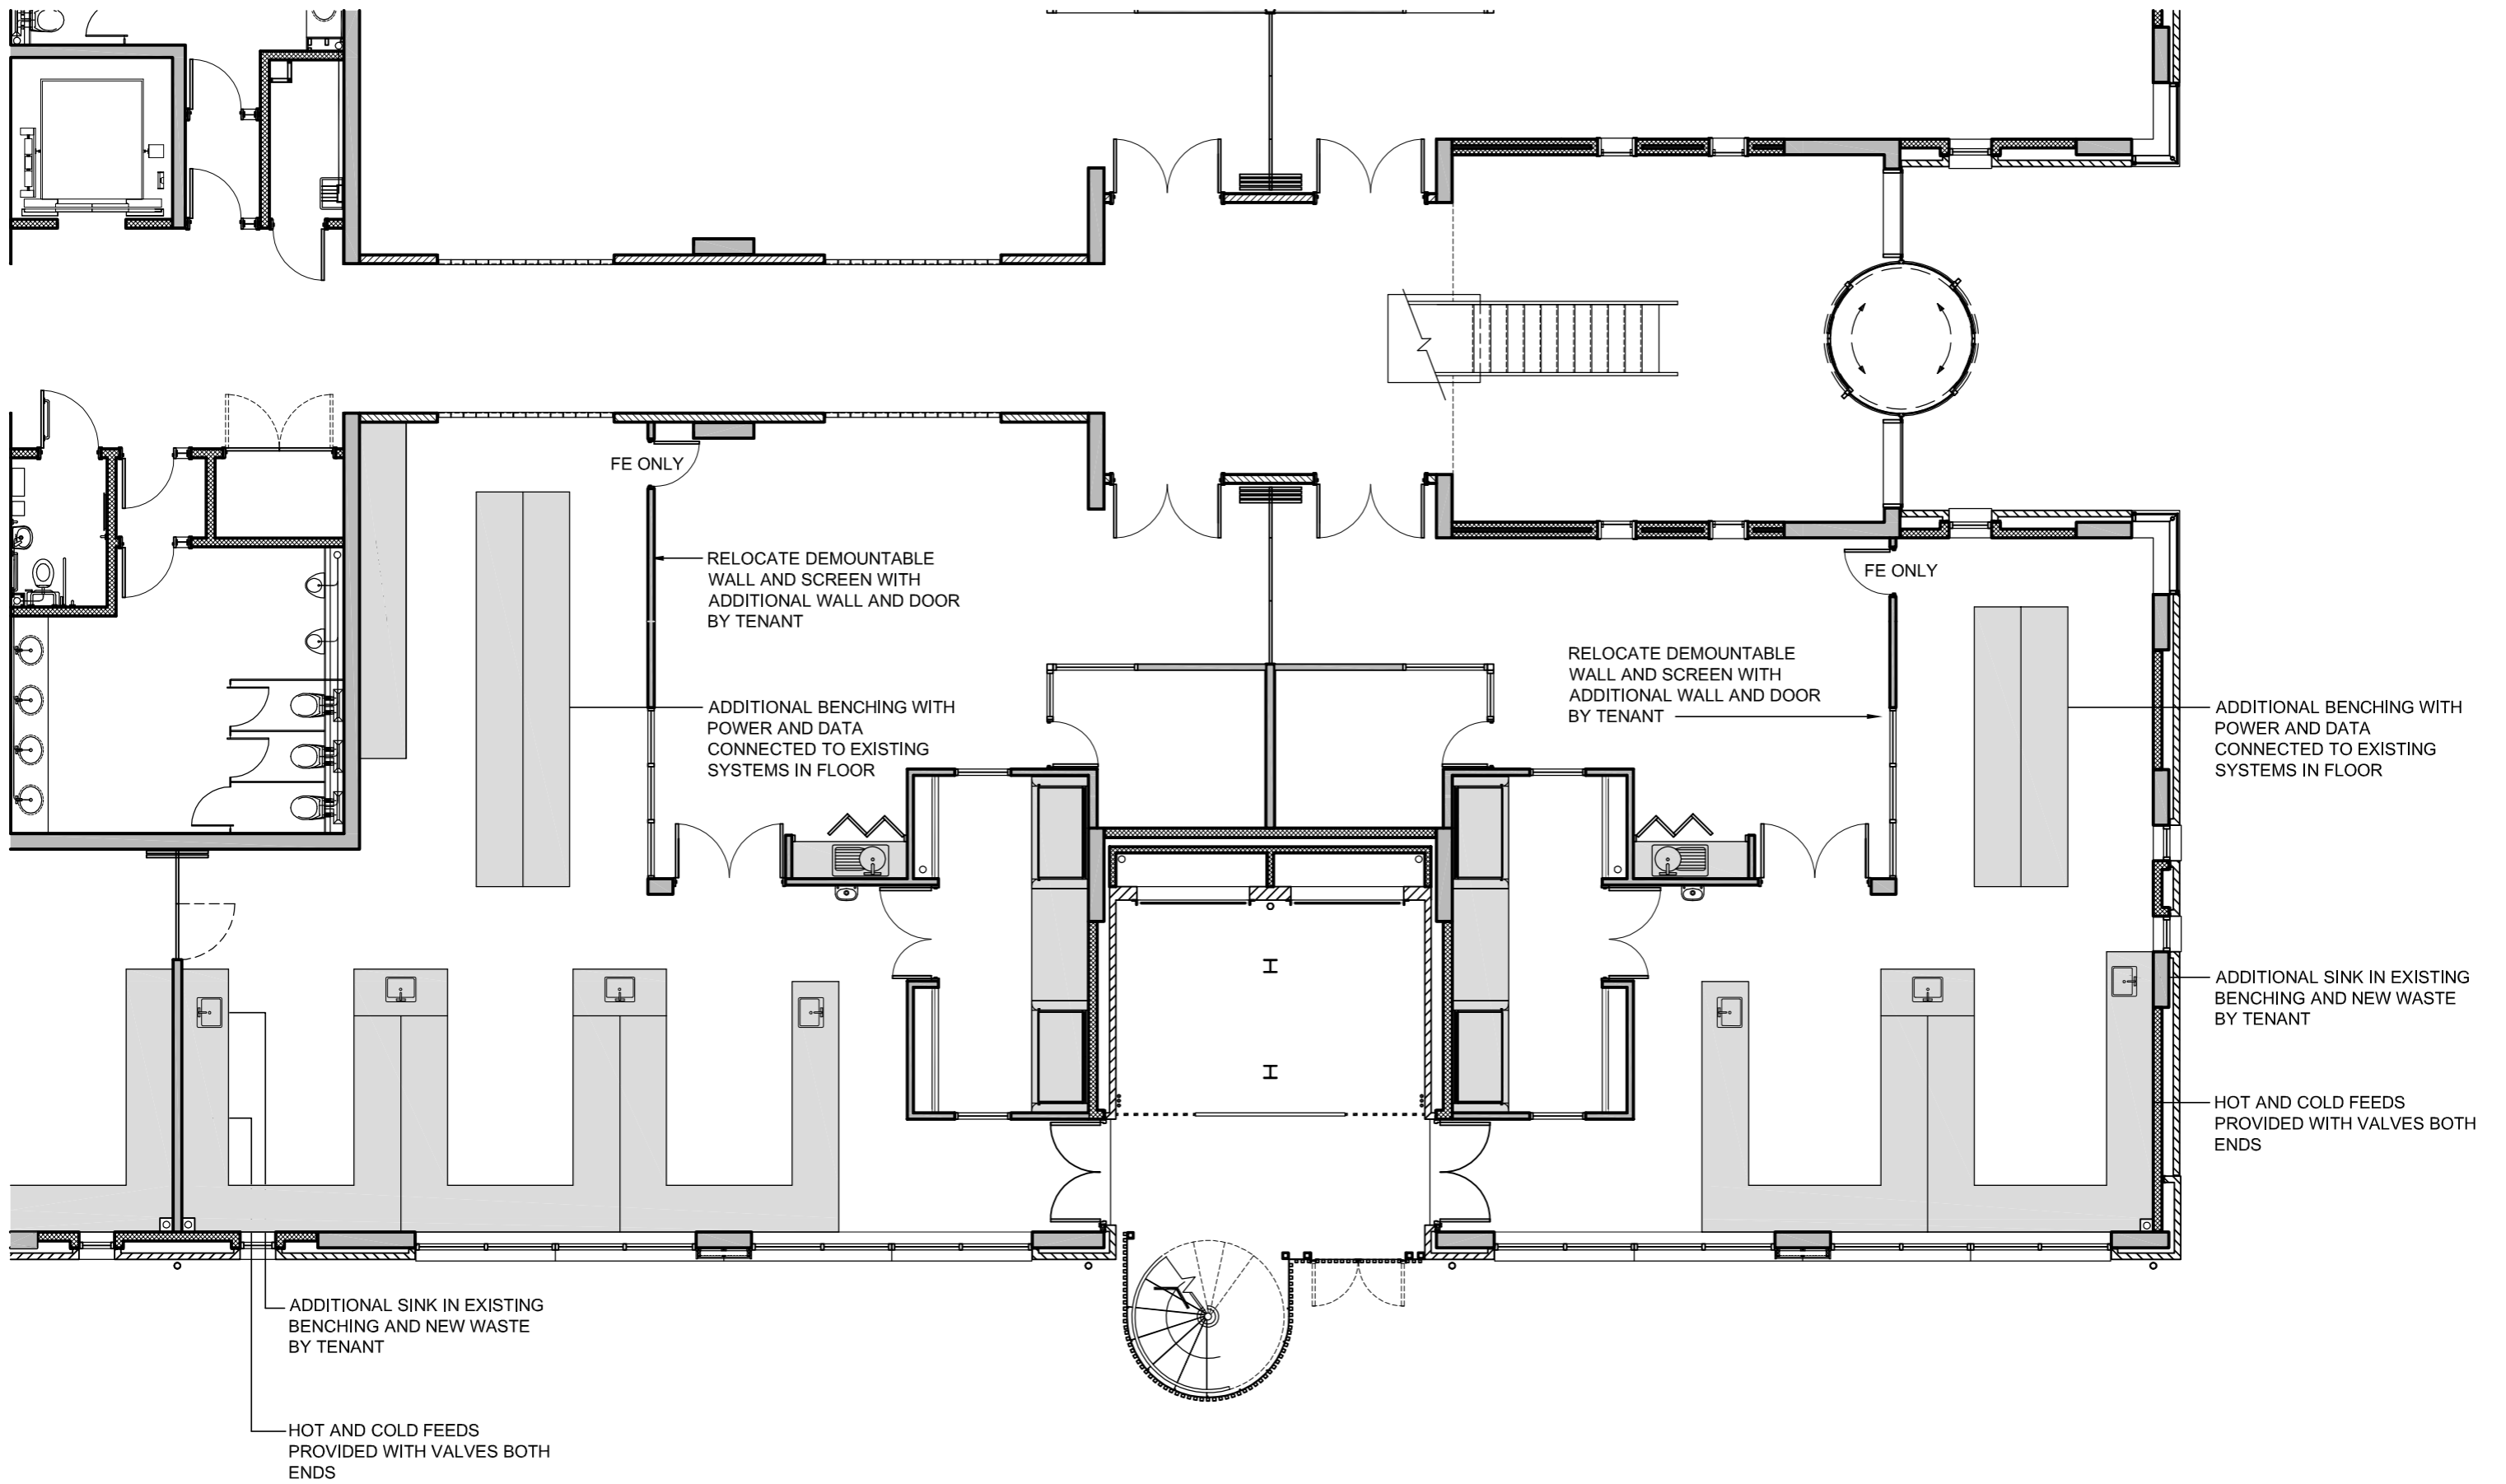 FE ONLY
RELOCATE DEMOUNTABLE
WALL AND SCREEN WITH
ADDITIONAL WALL AND DOOR
BY TENANT
FE ONLY
RELOCATE DEMOUNTABLE
WALL AND SCREEN WITH
ADDITIONAL WALL AND DOOR
BY TENANT
ADDITIONAL BENCHING WITH
POWER AND DATA
CONNECTED TO EXISTING
SYSTEMS IN FLOOR
ADDITIONAL BENCHING WITH
POWER AND DATA
CONNECTED TO EXISTING
SYSTEMS IN FLOOR
ADDITIONAL SINK IN EXISTING
BENCHING AND NEW WASTE
BY TENANT
HOT AND COLD FEEDS
PROVIDED WITH VALVES BOTH
ENDS
ADDITIONAL SINK IN EXISTING
BENCHING AND NEW WASTE
BY TENANT
HOT AND COLD FEEDS
PROVIDED WITH VALVES BOTH
ENDS